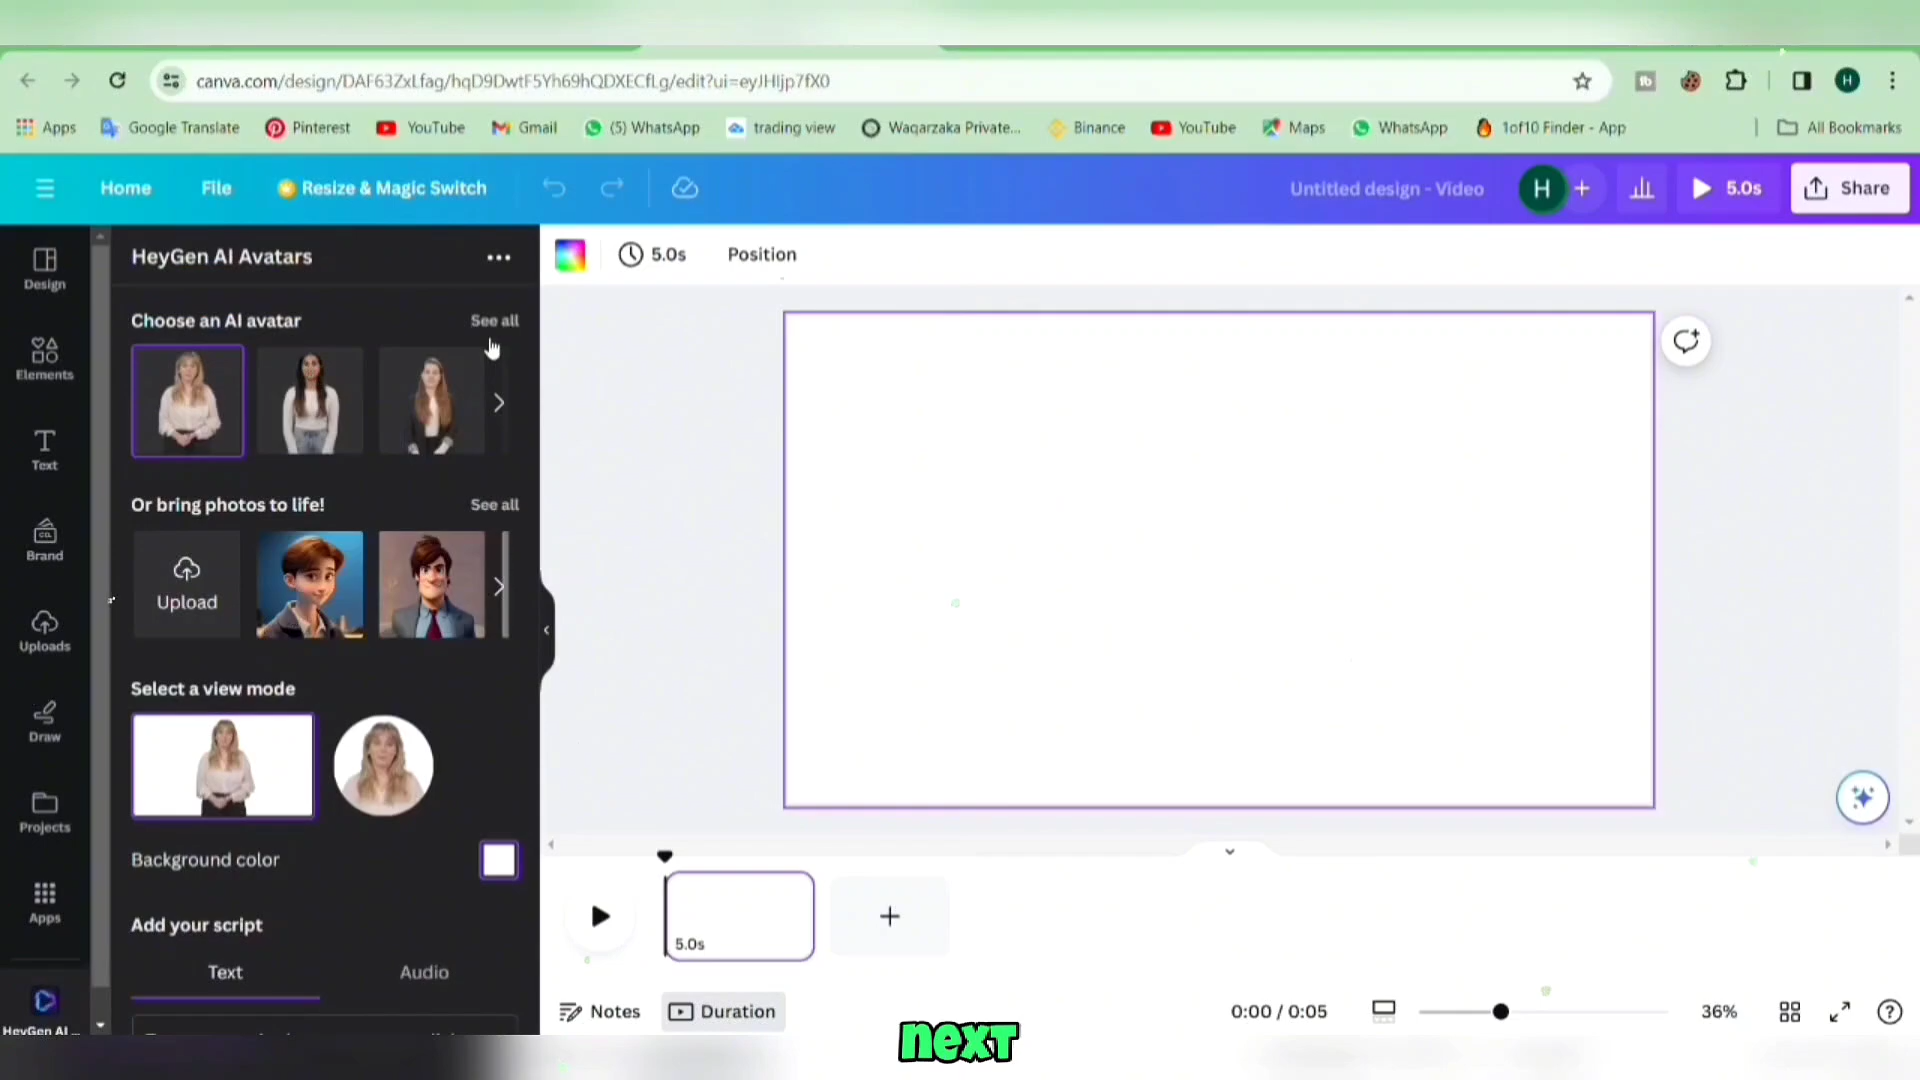 canva.com/design/DAF63ZxLfag/hqD9DwtF5Yh69hQDXECfLg/edit?ui=eyJHIjp7fX0
Apps Google Translate Pinterest YouTube Gmail (5) WhatsApp trading view Waqarzaka Private... Binance YouTube Maps WhatsApp 1of10 Finder - App All Bookmarks
Home File Resize & Magic Switch Untitled design - Video H + 5.0s Share
HeyGen AI Avatars
5.0s Position
Design
Choose an AI avatar See all
Elements
Text
Or bring photos to life! See all
Brand
Upload
Uploads
Select a view mode
Draw
Projects
Background color
Apps
Add your script
5.0s
Text Audio
HeyGen AI ...
Notes Duration 0:00 / 0:05 36%
NEXT